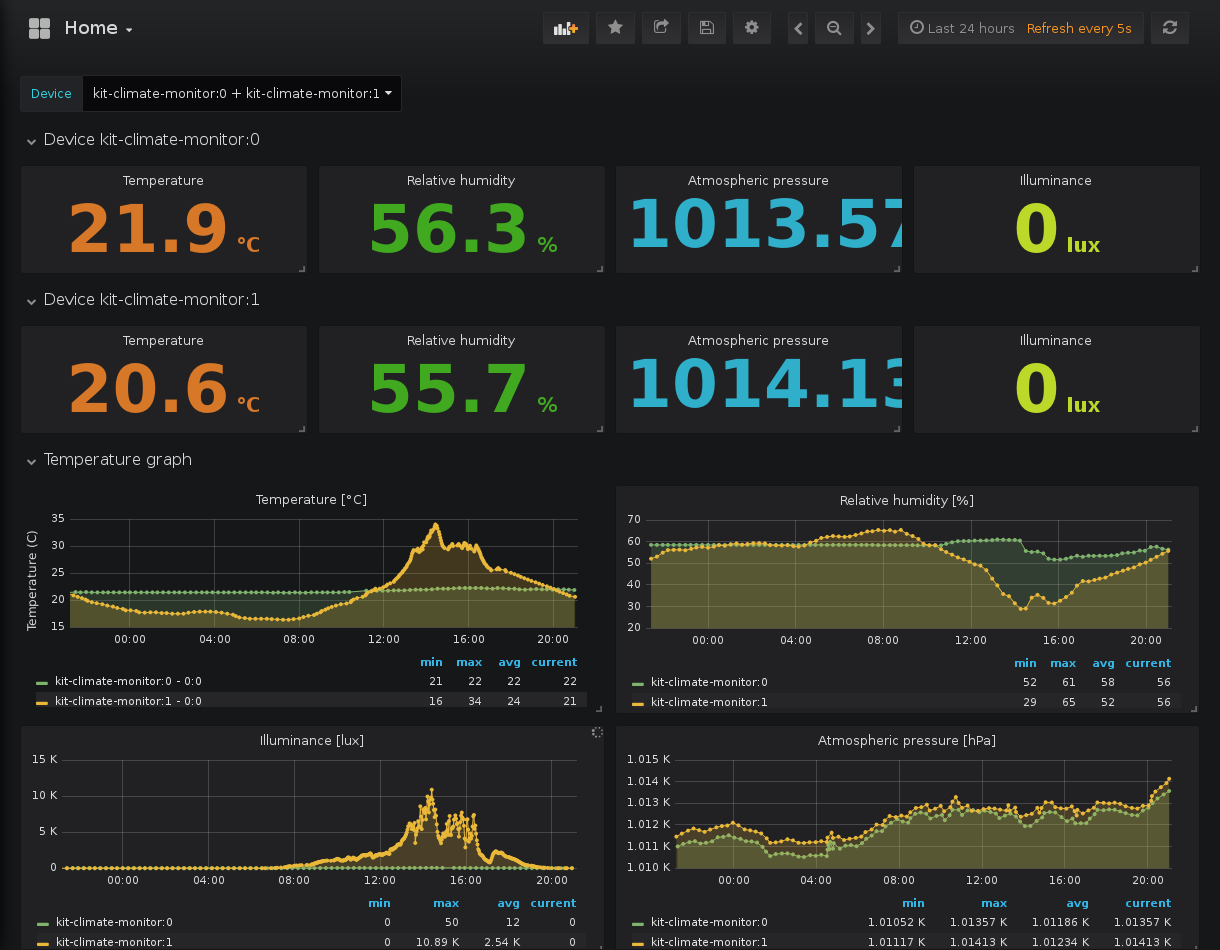 Home
Last 24 hours Refresh every 5s
Device kit-climate-monitor:0 + kit-climate-monitor:1
Device kit-climate-monitor:0
Temperature Relative humidity Atmospheric pressure Illuminance
21.9 °C 56.3 % 1013.57 0 lux
Device kit-climate-monitor:1
Temperature Relative humidity Atmospheric pressure Illuminance
20.6 °C 55.7 % 1014.13 0 lux
Temperature graph
Temperature [°C]
Temperature (C)
35
30
25
20
15
00:00 04:00 08:00 12:00 16:00 20:00
min max avg current
kit-climate-monitor:0 - 0:0 21 22 22 22
kit-climate-monitor:1 - 0:0 16 34 24 21
Relative humidity [%]
70
60
50
40
30
20
00:00 04:00 08:00 12:00 16:00 20:00
min max avg current
kit-climate-monitor:0 52 61 58 56
kit-climate-monitor:1 29 65 52 56
Illuminance [lux]
15 K
10 K
5 K
0
00:00 04:00 08:00 12:00 16:00 20:00
min max avg current
kit-climate-monitor:0 0 50 12 0
kit-climate-monitor:1 0 10.89 K 2.54 K 0
Atmospheric pressure [hPa]
1.015 K
1.014 K
1.013 K
1.012 K
1.011 K
1.010 K
00:00 04:00 08:00 12:00 16:00 20:00
min max avg current
kit-climate-monitor:0 1.01052 K 1.01357 K 1.01186 K 1.01357 K
kit-climate-monitor:1 1.01117 K 1.01413 K 1.01234 K 1.01413 K